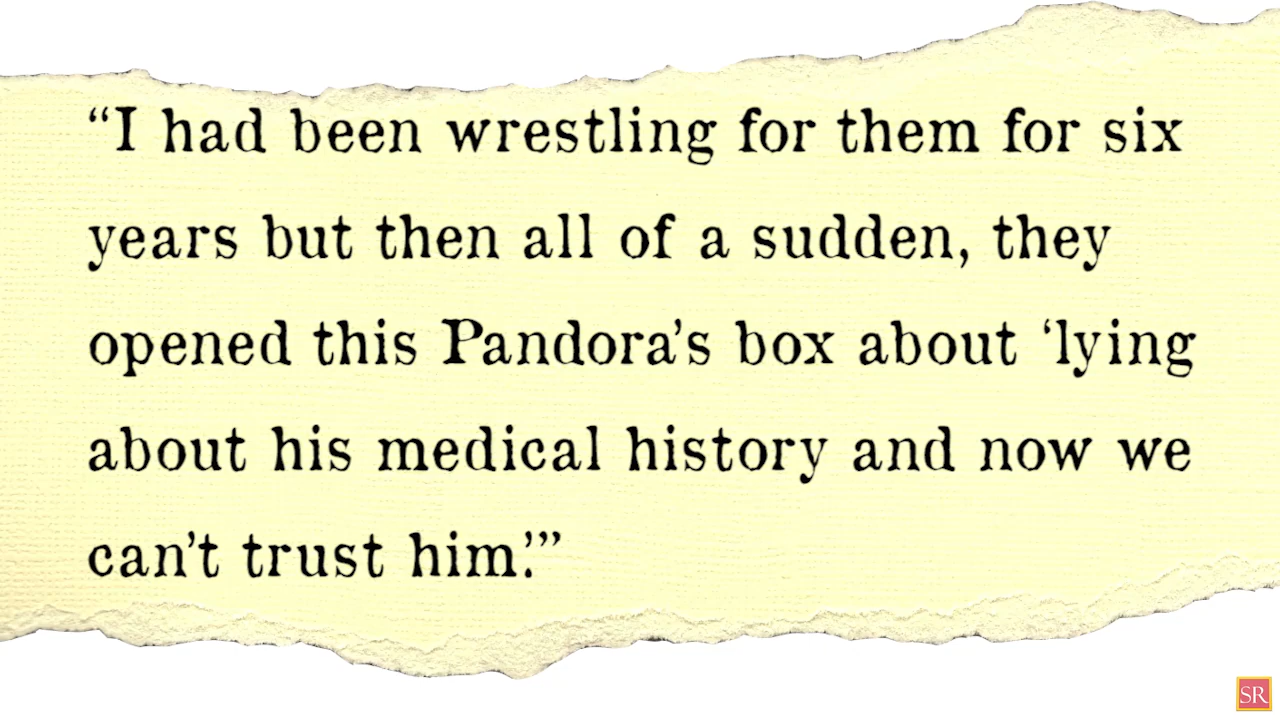 “I had been wrestling for them for six
years but then all of a sudden, they
opened this Pandora’s box about ‘lying
about his medical history and now we
can’t trust him.’”
SR